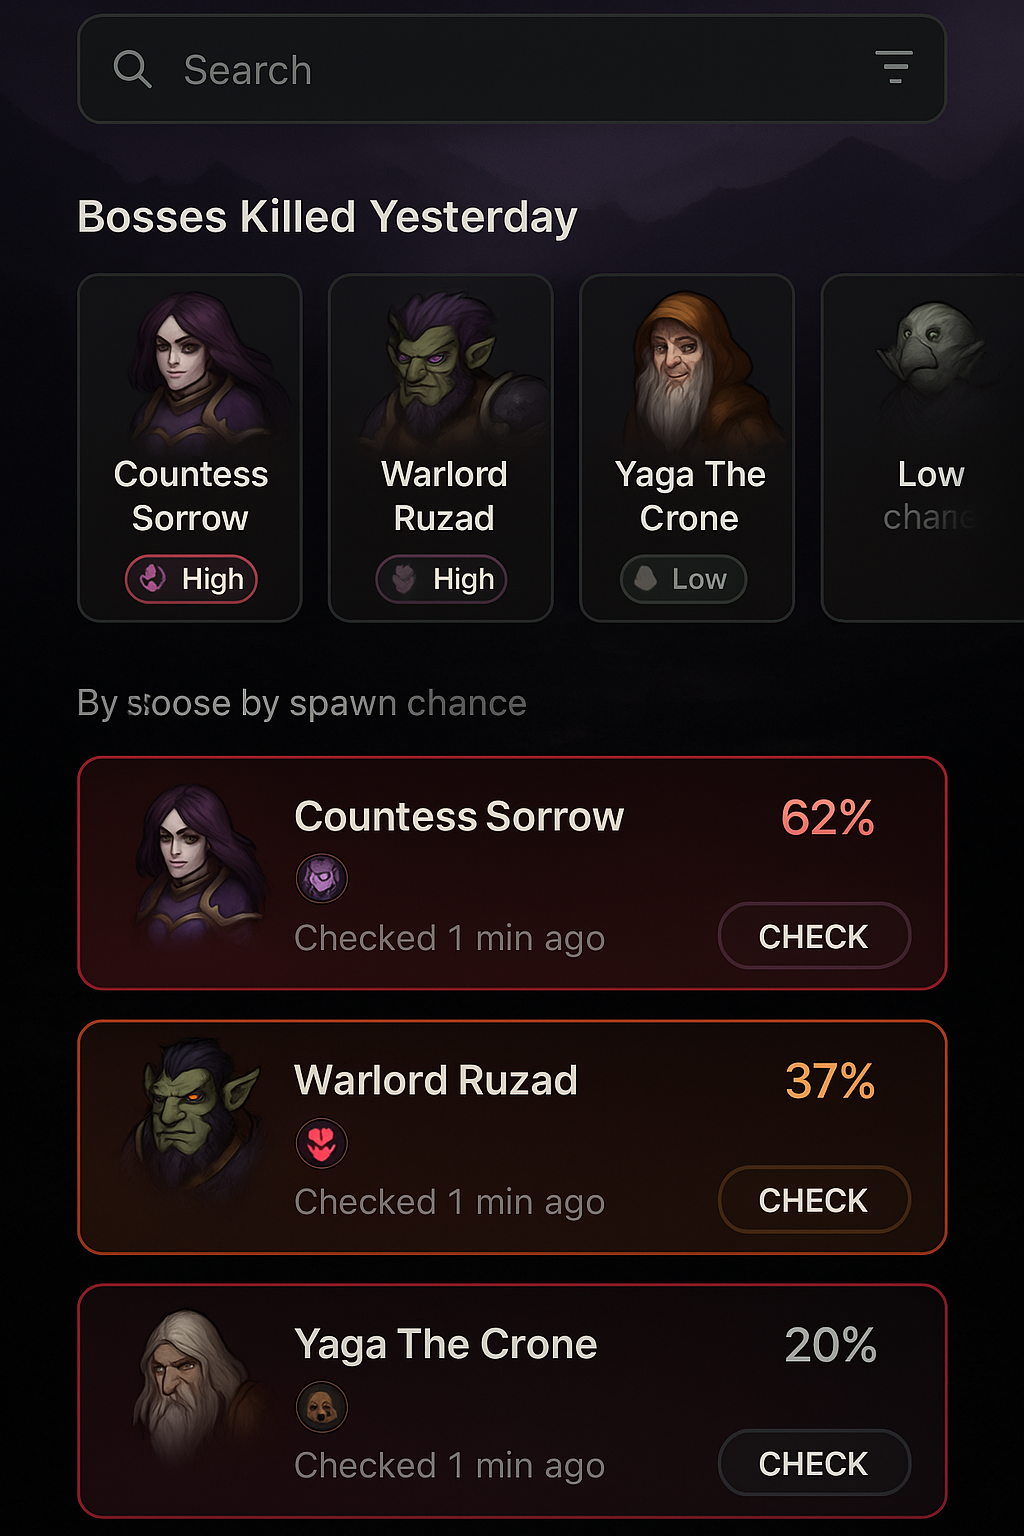 Search
Bosses Killed Yesterday
Countess
Sorrow
High
Warlord
Ruzad
High
Yaga The
Crone
Low
Low
By by spawn chance
Countess Sorrow
62%
Checked 1 min ago
CHECK
Warlord Ruzad
37%
Checked 1 min ago
CHECK
Yaga The Crone
20%
Checked 1 min ago
CHECK